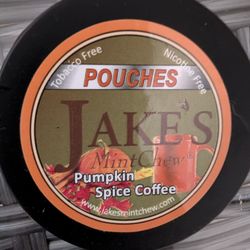 Tobacco Free
Nicotine Free
POUCHES
JAKE'S
MintChew®
Pumpkin
Spice Coffee
www.jakesmintchew.com